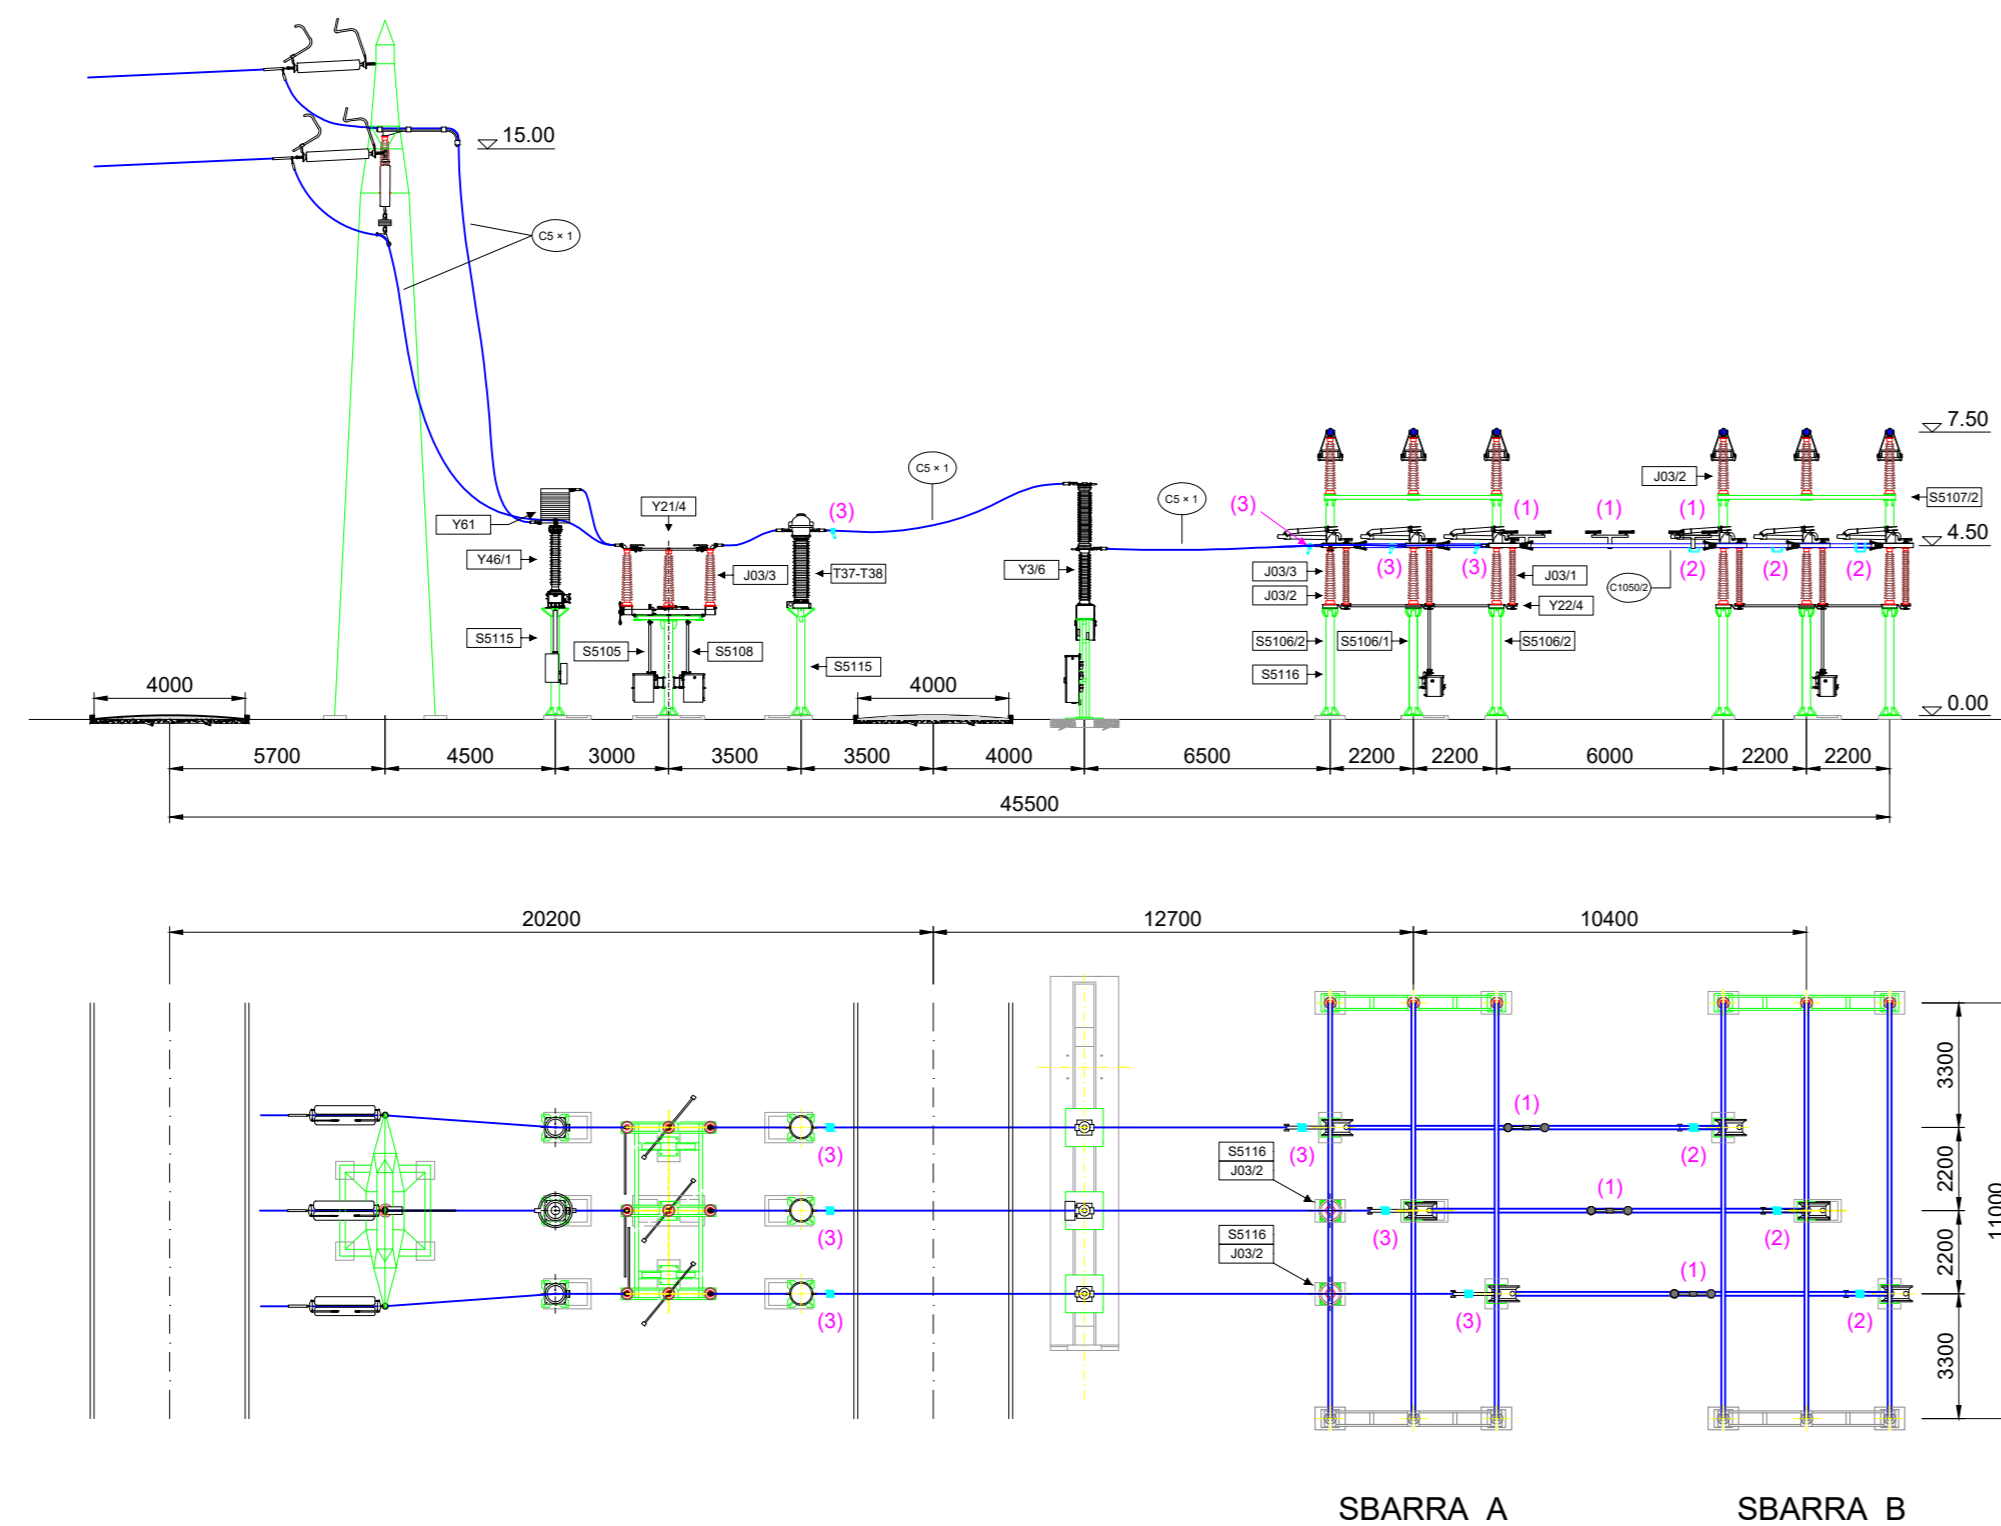 15.00
C5 × 1
7.50
C5 × 1
J03/2
S5107/2
C5 × 1
Y61
Y21/4
(3)
(3)
(1)
(1)
(1)
4.50
Y46/1
J03/3
T37-T38
Y3/6
J03/3
(3)
(3)
J03/1
(2)
(2)
(2)
C1050/2
J03/2
Y22/4
S5115
S5105
S5108
S5106/2
S5106/1
S5106/2
S5115
S5116
4000
4000
0.00
5700
4500
3000
3500
3500
4000
6500
2200
2200
6000
2200
2200
45500
20200
12700
10400
3300
(1)
(3)
(3)
(2)
S5116
J03/2
2200
(1)
11000
(3)
(3)
(2)
S5116
J03/2
2200
(1)
(3)
(3)
(2)
3300
SBARRA A
SBARRA B